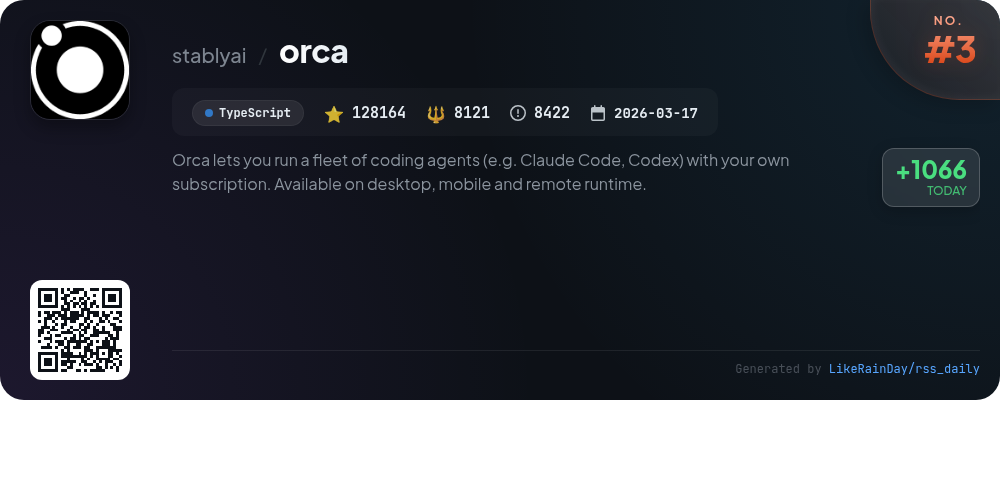 NO.
#3
stablyai / orca
TypeScript 128164 8121 8422 2026-03-17
Orca lets you run a fleet of coding agents (e.g. Claude Code, Codex) with your own
subscription. Available on desktop, mobile and remote runtime.
+1066
TODAY
Generated by LikeRainDay/rss_daily